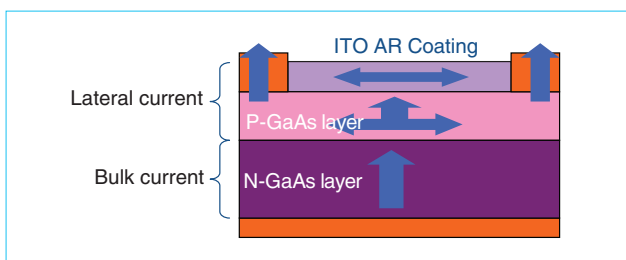 ITO AR Coating
Lateral current
P-GaAs layer
Bulk current
N-GaAs layer